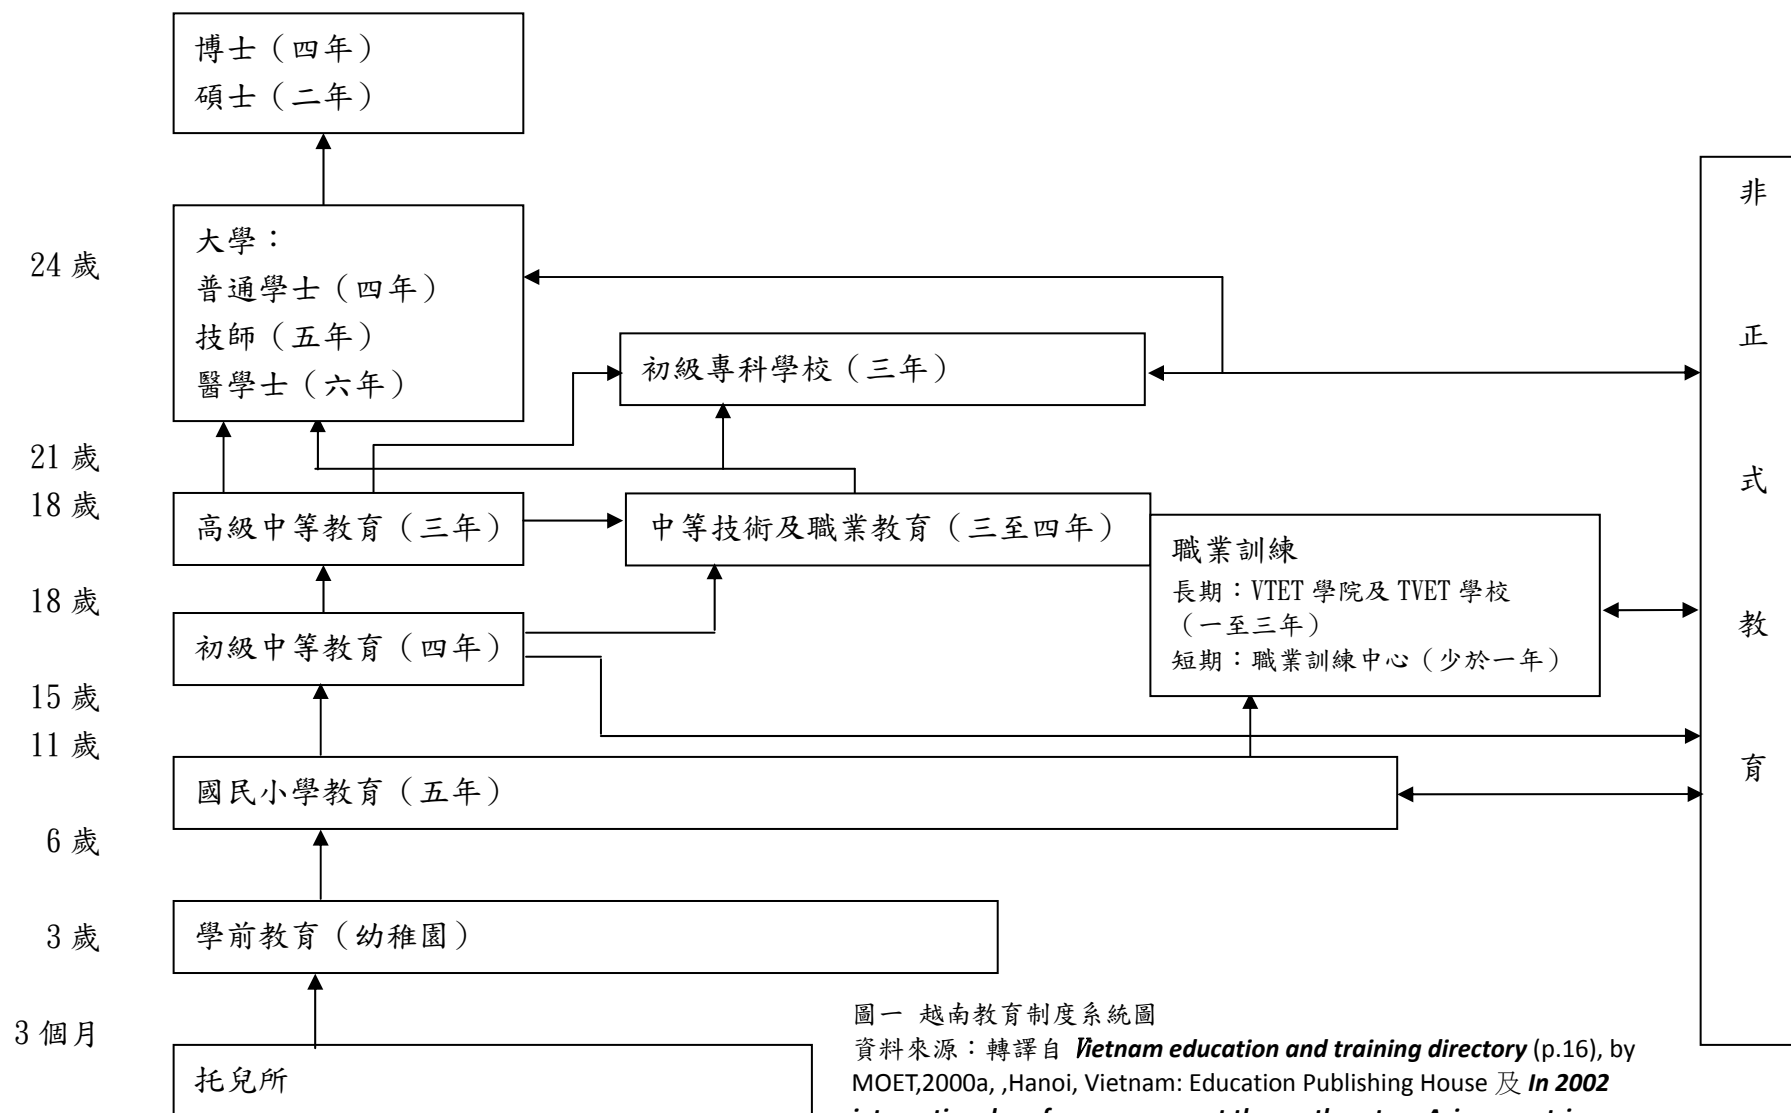 博士（四年）
碩士（二年）
大學：
普通學士（四年）
技師（五年）
醫學士（六年）
24 歲
初級專科學校（三年）
21 歲
18 歲
高級中等教育（三年）
中等技術及職業教育（三至四年）
職業訓練
長期：VTET 學院及 TVET 學校
（一至三年）
短期：職業訓練中心（少於一年）
18 歲
初級中等教育（四年）
15 歲
11 歲
國民小學教育（五年）
6 歲
3 歲
學前教育（幼稚園）
3 個月
托兒所
非
正
式
教
育
圖一 越南教育制度系統圖
資料來源：轉譯自 Vietnam education and training directory (p.16), by
MOET,2000a, ,Hanoi, Vietnam: Education Publishing House 及 In 2002